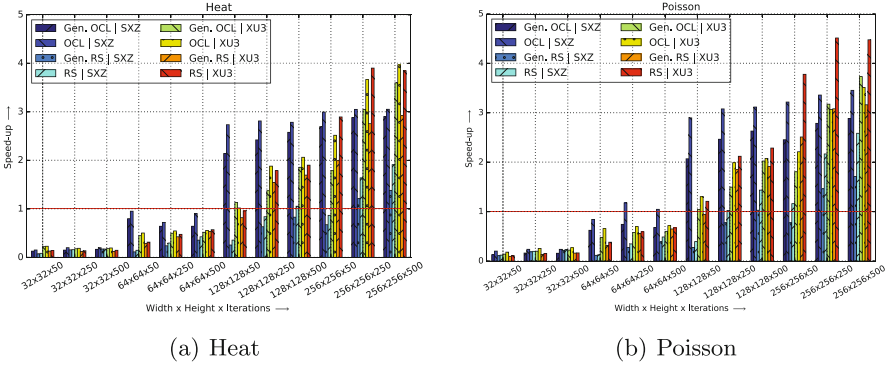 Heat
5
4
3
2
1
0
Speed-up →
Gen. OCL | SXZ
OCL | SXZ
Gen. RS | SXZ
RS | SXZ
Gen. OCL | XU3
OCL | XU3
Gen. RS | XU3
RS | XU3
32x32x50
32x32x250
32x32x500
64x64x50
64x64x250
64x64x500
128x128x50
128x128x250
128x128x500
256x256x50
256x256x250
256x256x500
Width x Height x Iterations →
(a) Heat
Poisson
5
4
3
2
1
0
Speed-up →
Gen. OCL | SXZ
OCL | SXZ
Gen. RS | SXZ
RS | SXZ
Gen. OCL | XU3
OCL | XU3
Gen. RS | XU3
RS | XU3
32x32x50
32x32x250
32x32x500
64x64x50
64x64x250
64x64x500
128x128x50
128x128x250
128x128x500
256x256x50
256x256x250
256x256x500
Width x Height x Iterations →
(b) Poisson